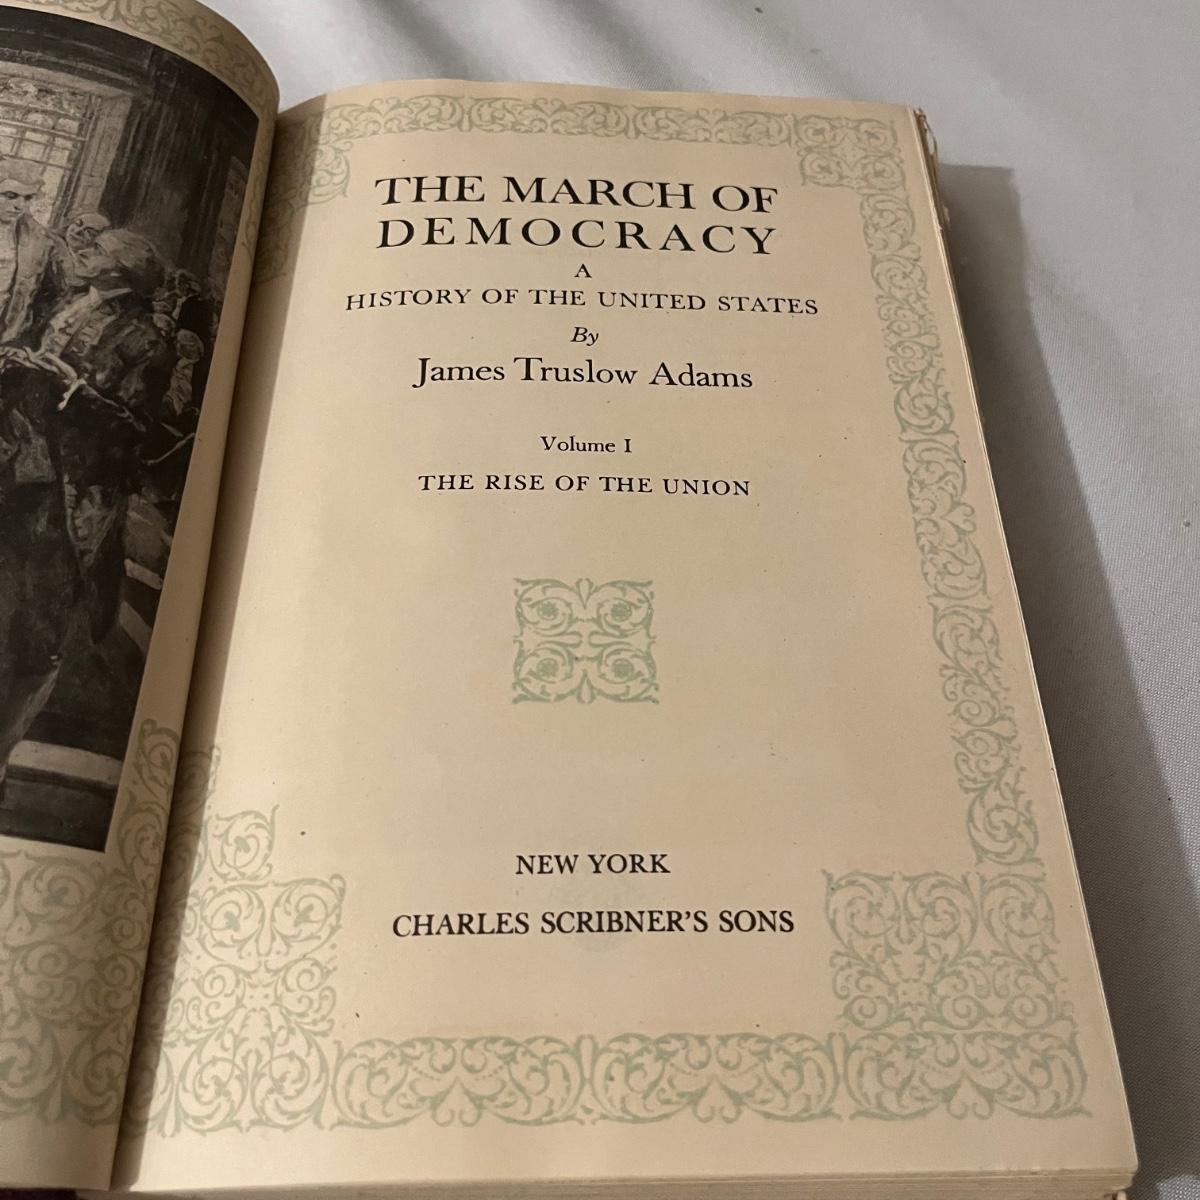 THE MARCH OF
DEMOCRACY
A
HISTORY OF THE UNITED STATES
By
James Truslow Adams
Volume I
THE RISE OF THE UNION
NEW YORK
CHARLES SCRIBNER'S SONS